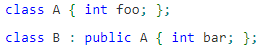 class A { int foo; };
class B : public A { int bar; };